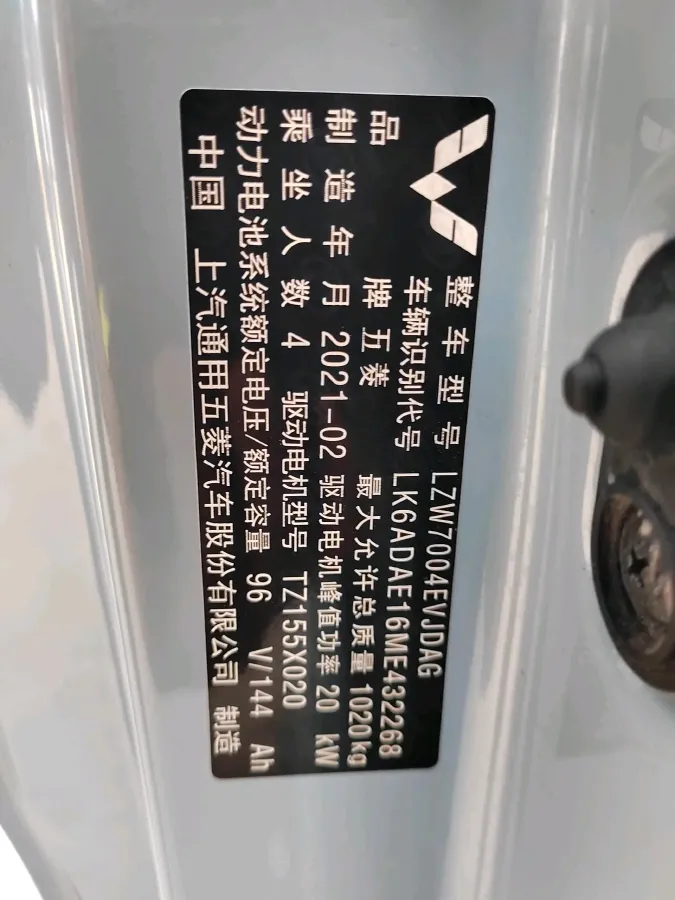 整车型号 LZW7004EVJDAG
车辆识别代号 LK6ADAE16ME432268
品牌 五菱 最大允许总质量 1020kg
制造年月 2021-02 驱动电机峰值功率 20 kW
乘坐人数 4 驱动电机型号 TZ155X020
动力电池系统额定电压/额定容量 96 V/144 Ah
中国 上汽通用五菱汽车股份有限公司 制造